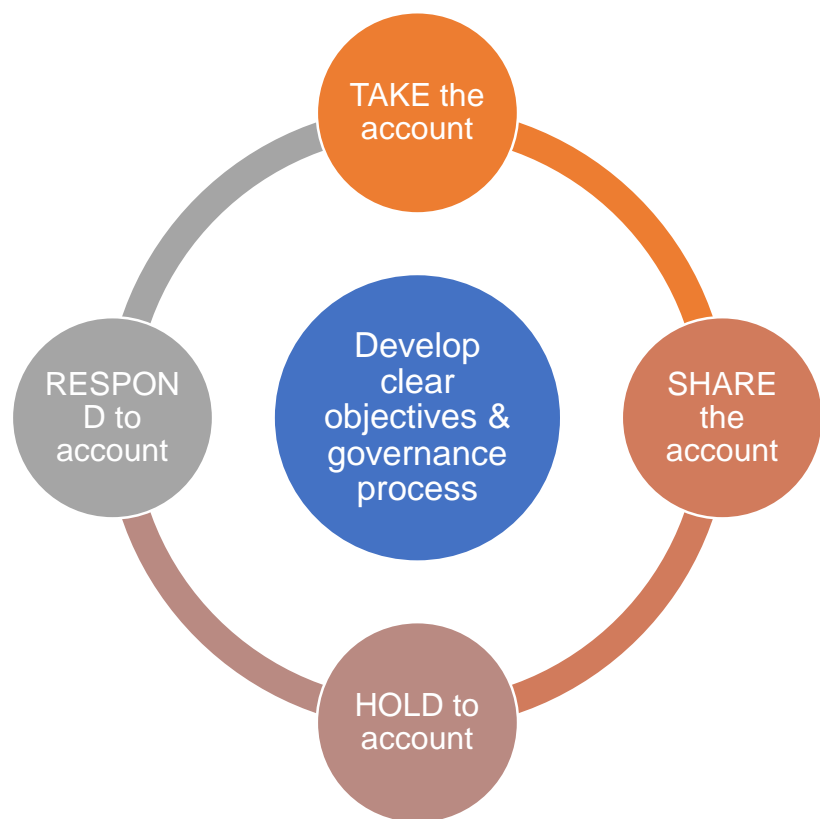 TAKE the
account
SHARE
the
account
HOLD to
account
RESPON
D to
account
Develop
clear
objectives &
governance
process